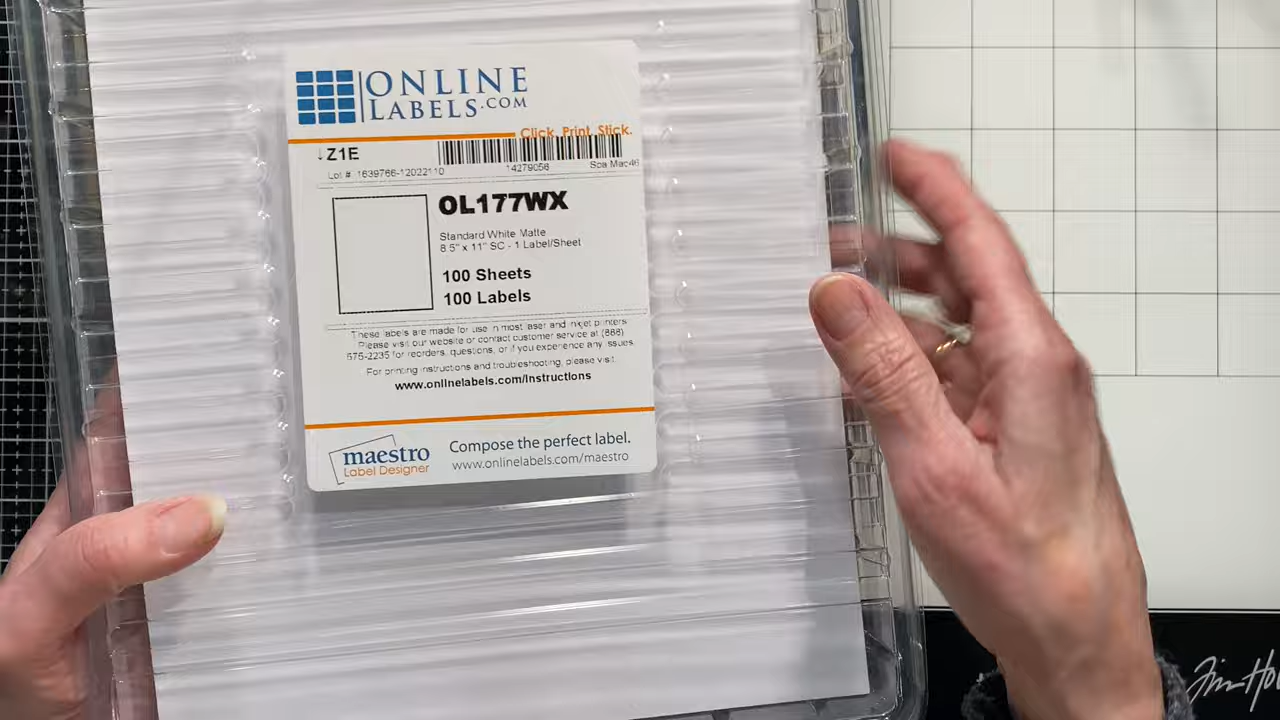 ONLINE
LABELS.COM
Click. Print. Stick.
↓Z1E
Lot #: 1639766-12022110
14279056
OL177WX
Standard White Matte
8.5" x 11" SC - 1 Label/Sheet
100 Sheets
100 Labels
These labels are made for use in most laser and inkjet printers.
Please visit our website or contact customer service at (888)
575-2235 for reorders, questions, or if you experience any issues.
For printing instructions and troubleshooting, please visit:
www.onlinelabels.com/instructions
maestro
Label Designer
Compose the perfect label.
www.onlinelabels.com/maestro